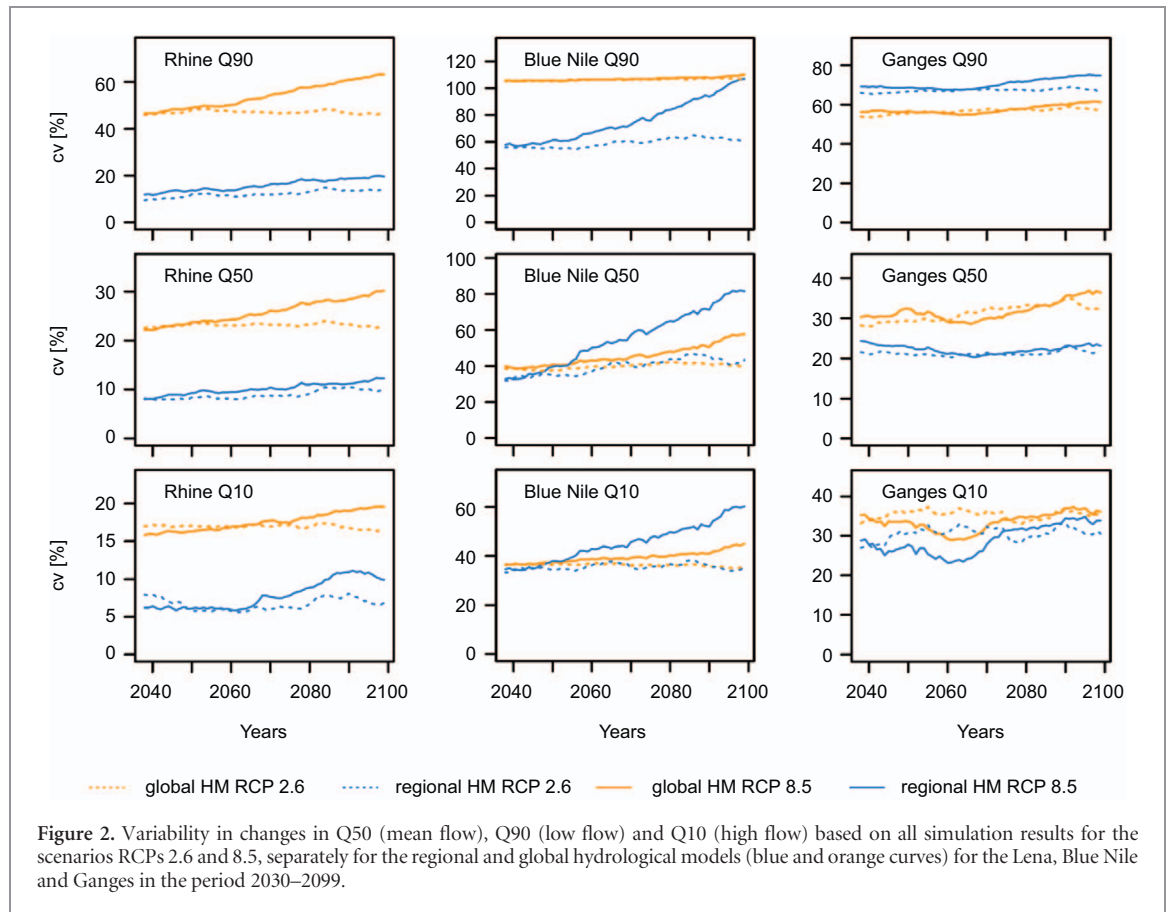 Rhine Q90
Blue Nile Q90
Ganges Q90
cv [%]
60
40
20
0
120
100
80
60
40
20
0
80
60
40
20
0
Rhine Q50
Blue Nile Q50
Ganges Q50
cv [%]
30
20
10
0
100
80
60
40
20
0
40
30
20
10
0
Rhine Q10
Blue Nile Q10
Ganges Q10
cv [%]
20
15
10
5
0
60
40
20
0
40
30
20
10
0
2040 2060 2080 2100
2040 2060 2080 2100
2040 2060 2080 2100
Years
Years
Years
global HM RCP 2.6
regional HM RCP 2.6
global HM RCP 8.5
regional HM RCP 8.5
Figure 2. Variability in changes in Q50 (mean flow), Q90 (low flow) and Q10 (high flow) based on all simulation results for the
scenarios RCPs 2.6 and 8.5, separately for the regional and global hydrological models (blue and orange curves) for the Lena, Blue Nile
and Ganges in the period 2030–2099.